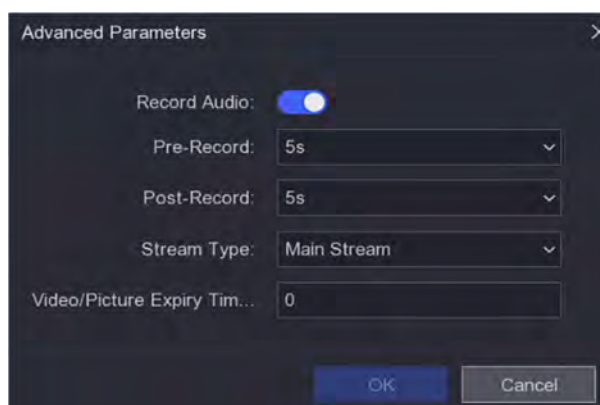 Advanced Parameters
Record Audio:
Pre-Record: 5s
Post-Record: 5s
Stream Type: Main Stream
Video/Picture Expiry Tim... 0
OK Cancel